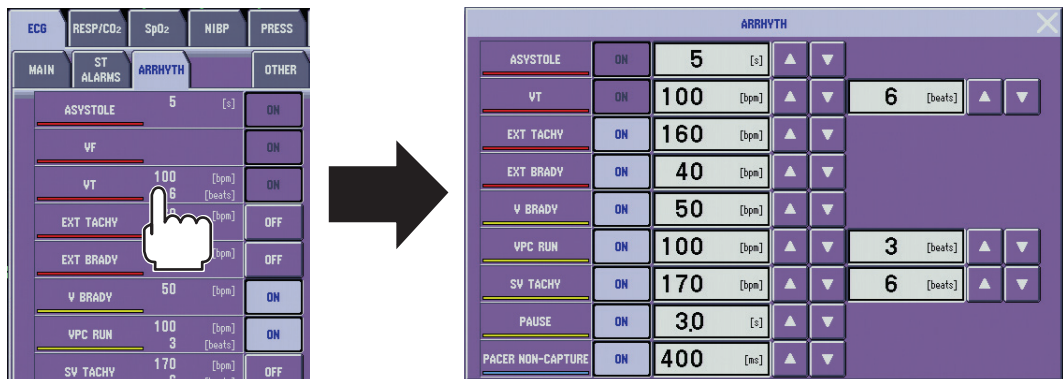 ECG RESP/CO2 SpO2 NIBP PRESS
MAIN ST ALARMS ARRHYTH OTHER
ASYSTOLE 5 [s] ON
VF ON
VT 100 [bpm] ON
6 [beats]
EXT TACHY [bpm] OFF
EXT BRADY [bpm] OFF
V BRADY 50 [bpm] ON
VPC RUN 100 [bpm] ON
3 [beats]
SV TACHY 170 [bpm] OFF
ARRHYTH
ASYSTOLE ON 5 [s]
VT ON 100 [bpm] 6 [beats]
EXT TACHY ON 160 [bpm]
EXT BRADY ON 40 [bpm]
V BRADY ON 50 [bpm]
VPC RUN ON 100 [bpm] 3 [beats]
SV TACHY ON 170 [bpm] 6 [beats]
PAUSE ON 3.0 [s]
PACER NON-CAPTURE ON 400 [ms]